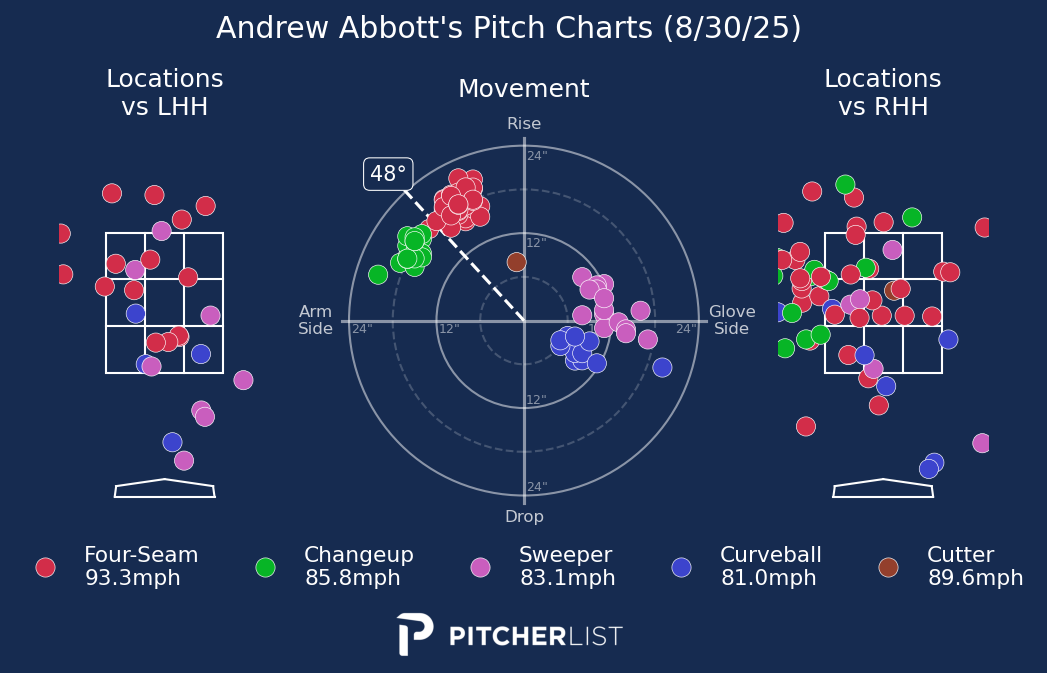 Andrew Abbott's Pitch Charts (8/30/25)
Locations
vs LHH
Movement
Locations
vs RHH
Rise
24"
48°
12"
Arm
Side
24"
12"
24"
Glove
Side
12"
24"
Drop
Four-Seam
93.3mph
Changeup
85.8mph
Sweeper
83.1mph
Curveball
81.0mph
Cutter
89.6mph
PITCHERLIST